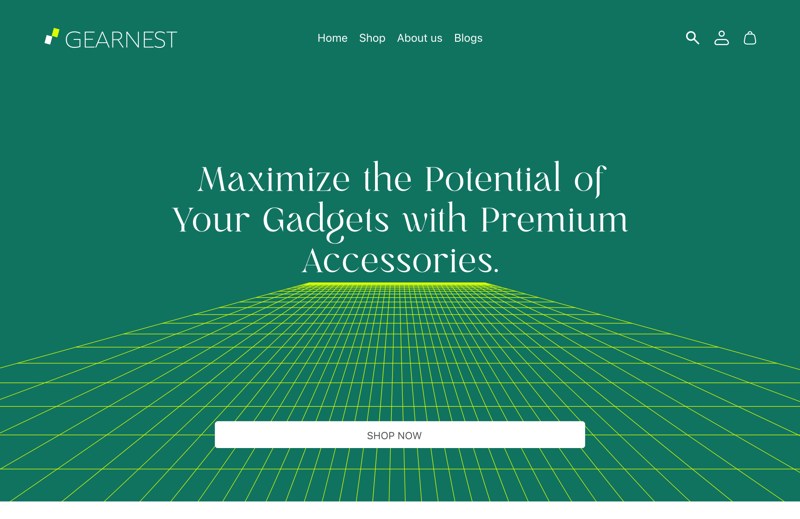 GEARNEST
Home Shop About us Blogs
Maximize the Potential of
Your Gadgets with Premium
Accessories.
SHOP NOW